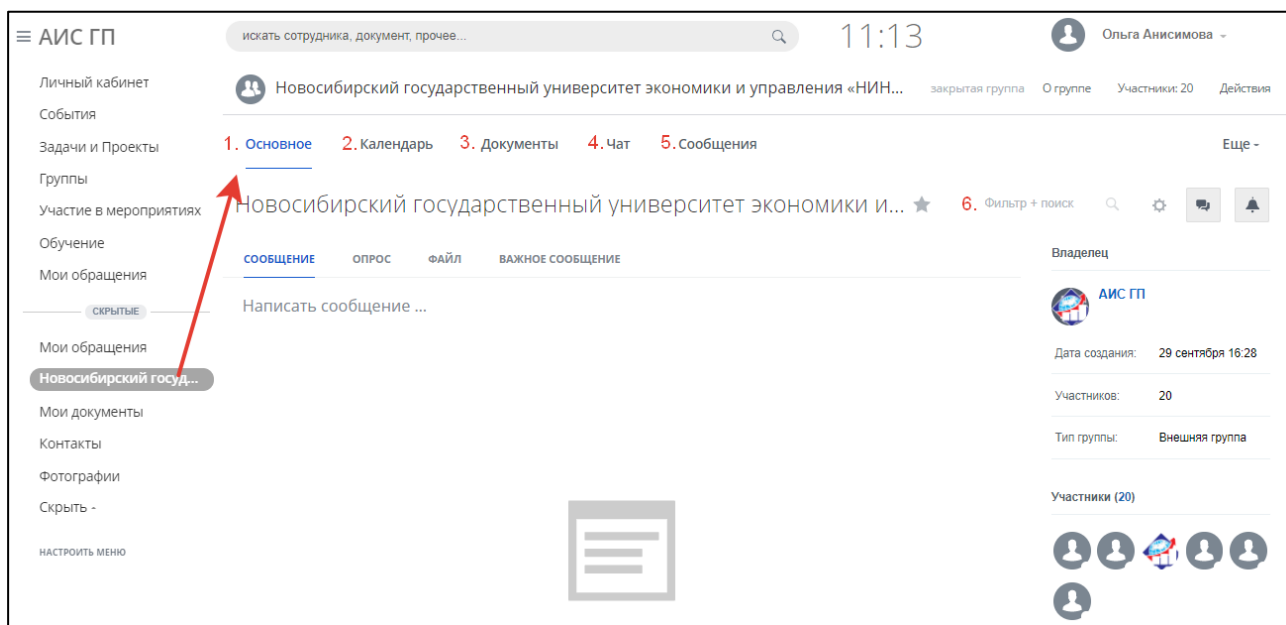 АИС ГП
искать сотрудника, документ, прочее...
11:13
Ольга Анисимова
Личный кабинет
События
Задачи и Проекты
Группы
Участие в мероприятиях
Обучение
Мои обращения
СКРЫТЫЕ
Мои обращения
Новосибирский госуд...
Мои документы
Контакты
Фотографии
Скрыть -
НАСТРОИТЬ МЕНЮ
Новосибирский государственный университет экономики и управления «НИН... закрытая группа О группе Участники: 20 Действия
1. Основное 2. Календарь 3. Документы 4. Чат 5. Сообщения Еще -
Новосибирский государственный университет экономики и... 6. Фильтр + поиск
СООБЩЕНИЕ ОПРОС ФАЙЛ ВАЖНОЕ СООБЩЕНИЕ
Написать сообщение ...
Владелец
АИС ГП
Дата создания: 29 сентября 16:28
Участников: 20
Тип группы: Внешняя группа
Участники (20)